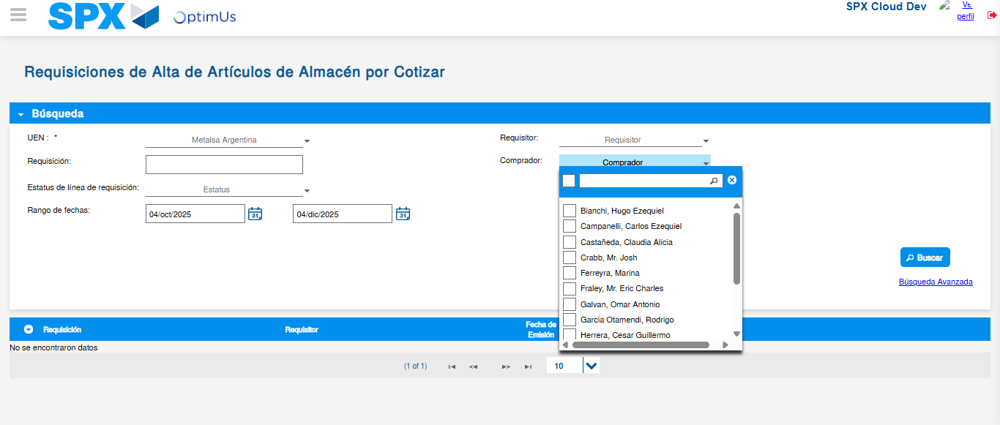 SPX OptimUs
SPX Cloud Dev
Ve
perfil
Requisiciones de Alta de Artículos de Almacén por Cotizar
Búsqueda
UEN : *
Metalsa Argentina
Requisitor:
Requisitor
Requisición:
Comprador:
Comprador
Estatus de línea de requisición:
Estatus
Rango de fechas:
04/oct/2025
31
04/dic/2025
31
Bianchi, Hugo Ezequiel
Campanelli, Carlos Ezequiel
Castañeda, Claudia Alicia
Crabb, Mr. Josh
Ferreyra, Marina
Fraley, Mr. Eric Charles
Galvan, Omar Antonio
Garcia Otamendi, Rodrigo
Herrera, Cesar Guillermo
Buscar
Búsqueda Avanzada
Requisición
Requisitor
Fecha de
Emisión
No se encontraron datos
(1 of 1)
10